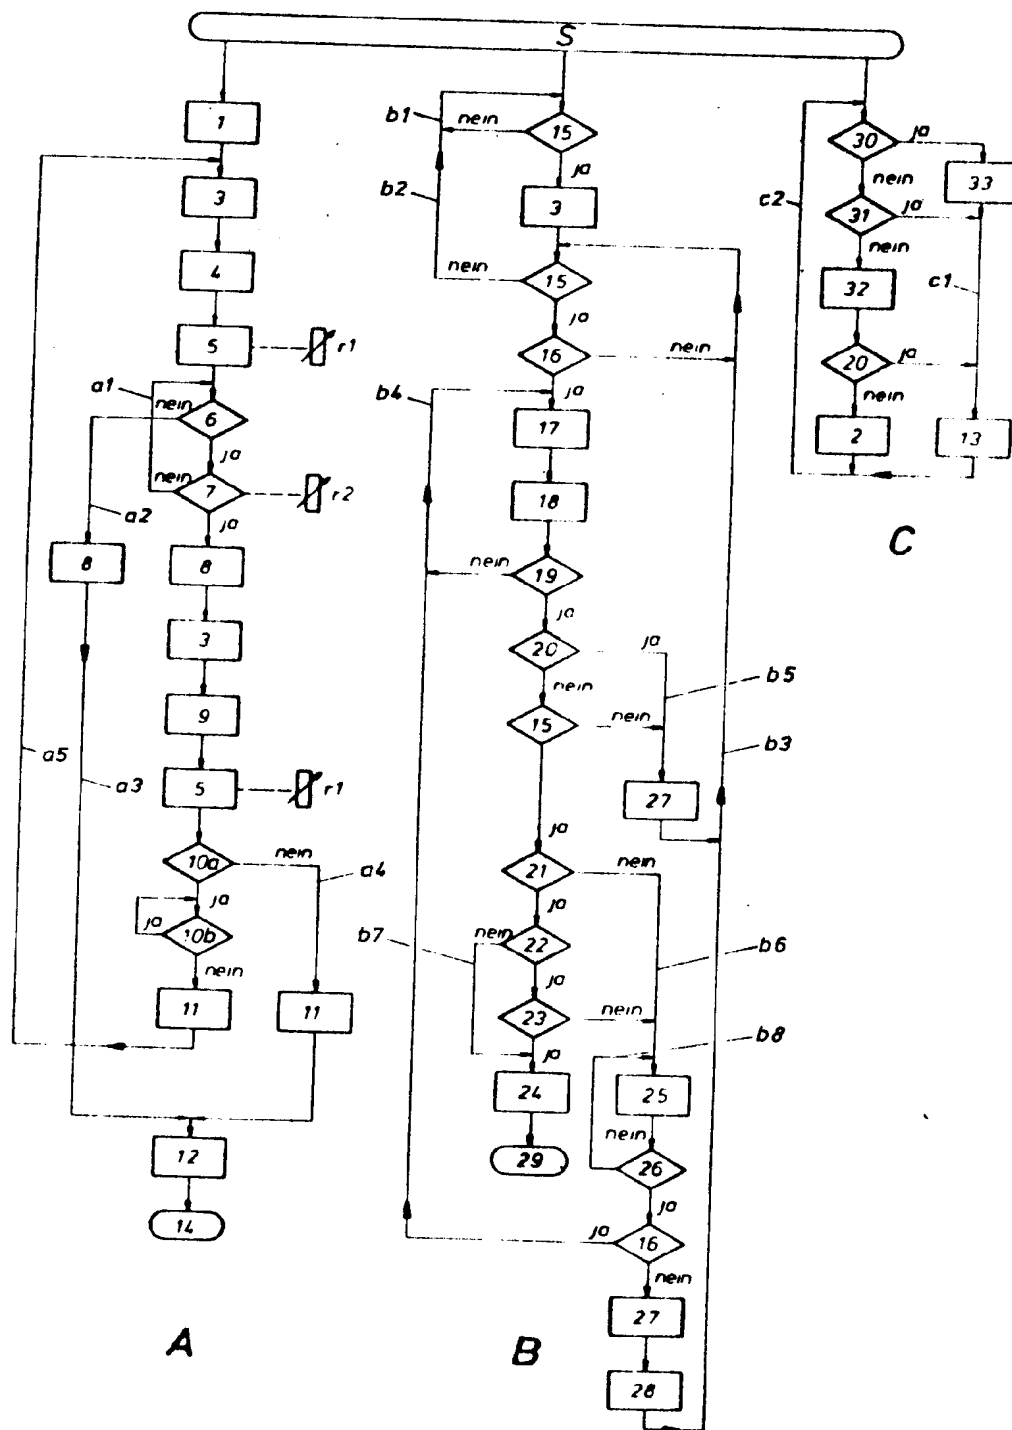 S
1
3
4
5
r1
a1
nein
6
ja
nein
7
r2
a2
ja
8
8
3
9
a5
a3
5
r1
10a
nein
a4
ja
ja
10b
nein
11
11
12
14
A
b1
nein
15
ja
b2
3
nein
15
ja
16
nein
b4
ja
17
18
nein
19
ja
20
ja
nein
b5
15
nein
b3
27
ja
21
nein
ja
b7
nein
22
b6
ja
23
nein
b8
ja
24
25
nein
29
26
ja
ja
16
nein
27
28
B
30
ja
nein
33
c2
31
ja
nein
c1
32
20
ja
nein
2
13
C